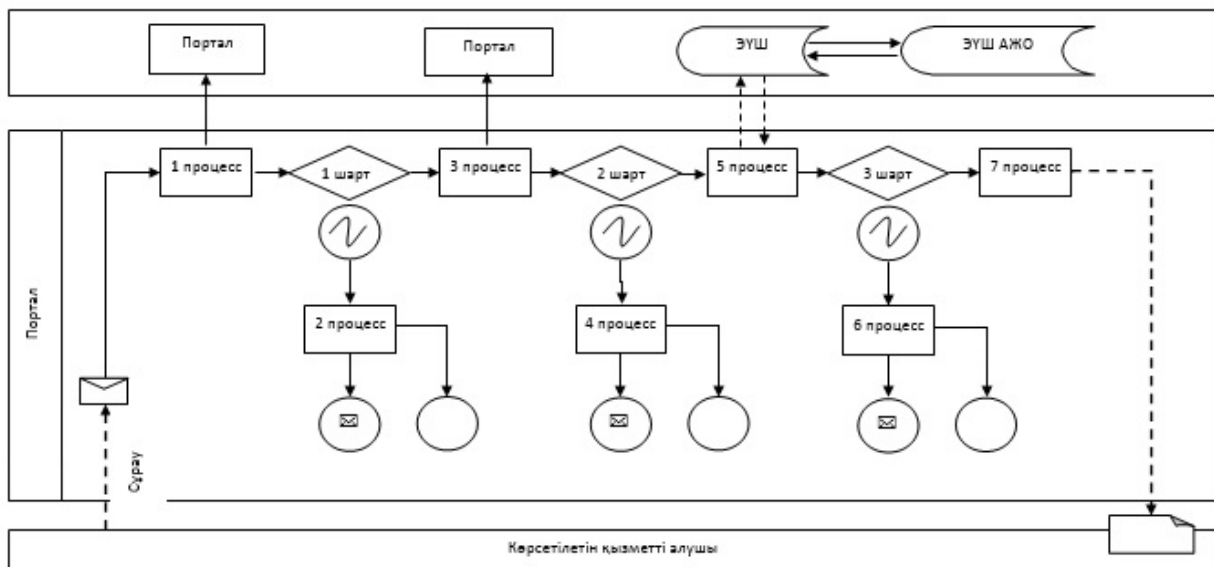 Портал
Портал
ЭҮШ
ЭҮШ АЖО
1 процесс
1 шарт
3 процесс
2 шарт
5 процесс
3 шарт
7 процесс
Портал
2 процесс
4 процесс
6 процесс
Сұрау
Көрсетілетін қызметті алушы